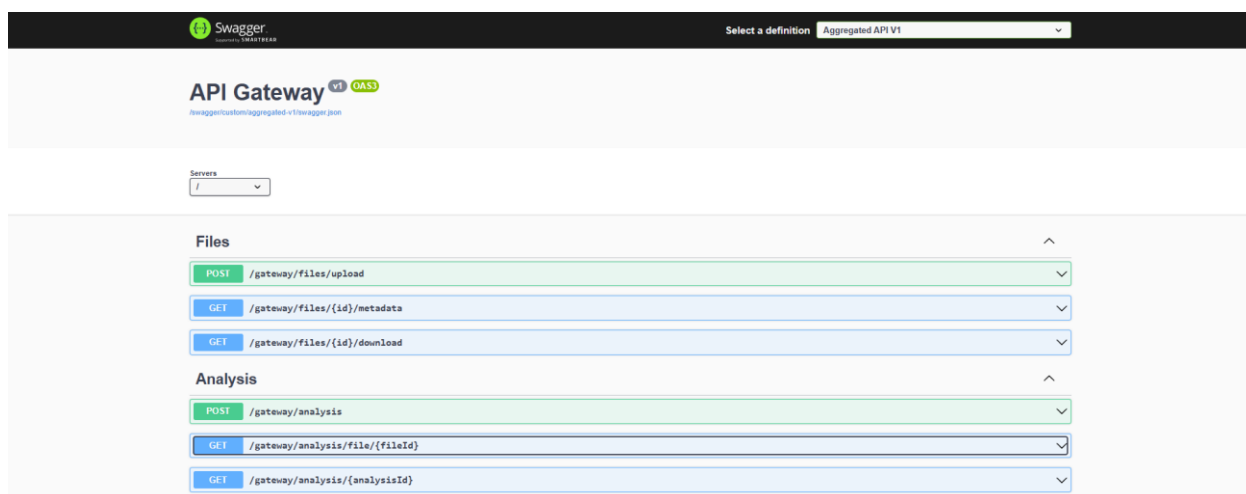 Swagger.
Supported by SMARTBEAR
Select a definition
Aggregated API V1
API Gateway v1 OAS3
/swagger/custom/aggregated-v1/swagger.json
Servers
/
Files
POST /gateway/files/upload
GET /gateway/files/{id}/metadata
GET /gateway/files/{id}/download
Analysis
POST /gateway/analysis
GET /gateway/analysis/file/{fileId}
GET /gateway/analysis/{analysisId}